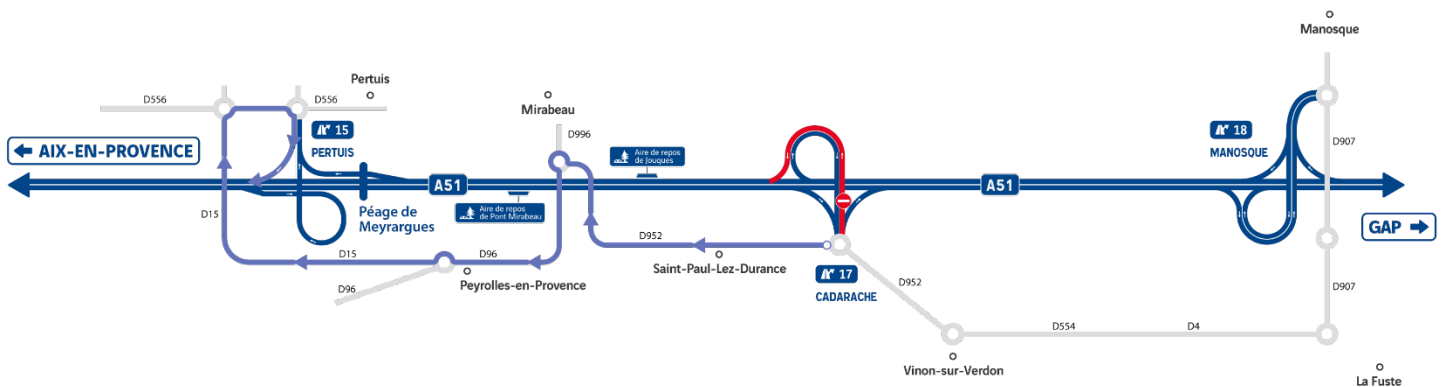 Manosque
Pertuis
Mirabeau
D556
D556
15
PERTUIS
D996
18
MANOSQUE
D907
AIX-EN-PROVENCE
Aire de repos
de Jouques
A51
A51
Aire de repos
de Pont Mirabeau
Péage de
Meyrargues
D15
GAP
D952
D15
D96
Saint-Paul-Lez-Durance
17
CADARACHE
D96
Peyrolles-en-Provence
D952
D907
D554
D4
Vinon-sur-Verdon
La Fuste